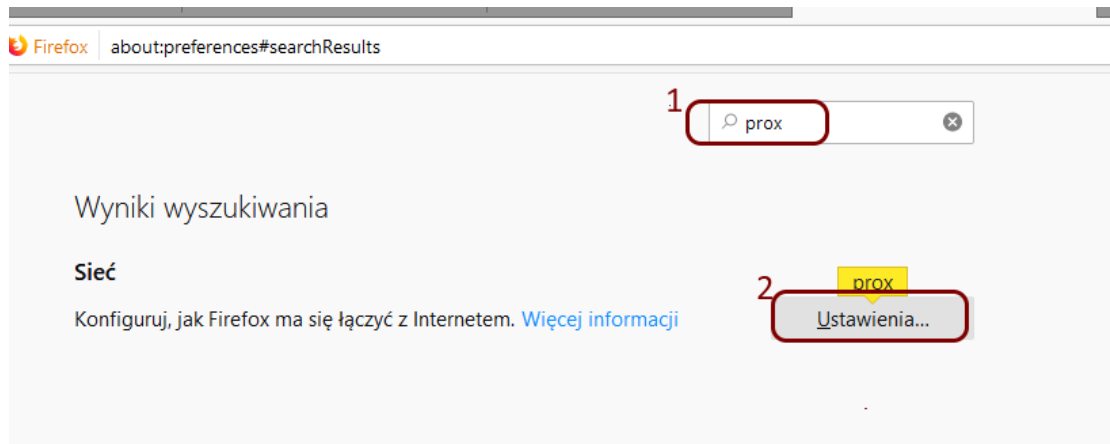 Firefox about:preferences#searchResults
1
prox
Wyniki wyszukiwania
Sieć
2
prox
Konfiguruj, jak Firefox ma się łączyć z Internetem. Więcej informacji
Ustawienia...